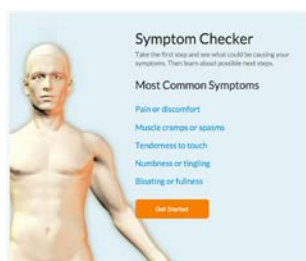 Symptom Checker
Take the first step and see what could be causing your
symptoms. Then learn about possible next steps.
Most Common Symptoms
Pain or discomfort
Muscle cramps or spasms
Tenderness to touch
Numbness or tingling
Bloating or fullness
Get Started